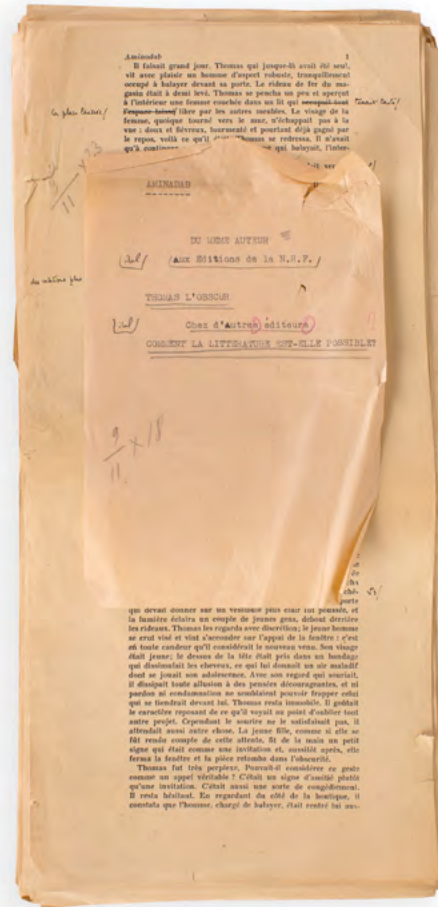 Aminadab 1
Il faisait grand jour. Thomas qui jusque-là avait été seul,
vit avec plaisir un homme d'aspect robuste, tranquillement
occupé à balayer devant sa porte. Le rideau de fer du ma-
gasin était à demi levé. Thomas se pencha un peu et aperçut
à l'intérieur une femme couchée dans un lit qui occupait tout
l'espace laissé libre par les autres meubles. Le visage de la
femme, quoique tourné vers le mur, n'échappait pas à la
vue : doux et fiévreux, tourmenté et pourtant déjà gagné par
le repos, voilà ce qu'il Thomas se redressa. Il n'avait
qu'à qui balayait, l'inter-
AMINADAB
DU MEME AUTEUR
Aux Editions de la N.R.F.
THOMAS L'OBSCUR
Chez d'Autres éditeurs
COMMENT LA LITTERATURE EST-ELLE POSSIBLE?
9 x 18
11
qui devait donner sur un vestibule plus clair fut poussée, et
la lumière éclaira un couple de jeunes gens, debout derrière
les rideaux. Thomas les regarda avec discrétion; le jeune homme
se crut visé et vint s'accouder sur l'appui de la fenêtre : c'est
en toute candeur qu'il considérait le nouveau venu. Son visage
était jeune; le dessus de la tête était pris dans un bandage
qui dissimulait les cheveux, ce qui lui donnait un air maladif
dont se jouait son adolescence. Avec son regard qui souriait,
il dissipait toute allusion à des pensées décourageantes, et ni
pardon ni condamnation ne semblaient pouvoir frapper celui
qui se tiendrait devant lui. Thomas resta immobile. Il goûtait
le caractère reposant de ce qu'il voyait au point d'oublier tout
autre projet. Cependant le sourire ne le satisfaisait pas, il
attendait aussi autre chose. La jeune fille, comme si elle se
fût rendu compte de cette attente, fit de la main un petit
signe qui était comme une invitation et, aussitôt après, elle
ferma la fenêtre et la pièce retomba dans l'obscurité.
Thomas fut très perplexe. Pouvait-il considérer ce geste
comme un appel véritable ? C'était un signe d'amitié plutôt
qu'une invitation. C'était aussi une sorte de congédiement.
Il resta hésitant. En regardant du côté de la boutique, il
constata que l'homme, chargé de balayer, était rentré lui aus-